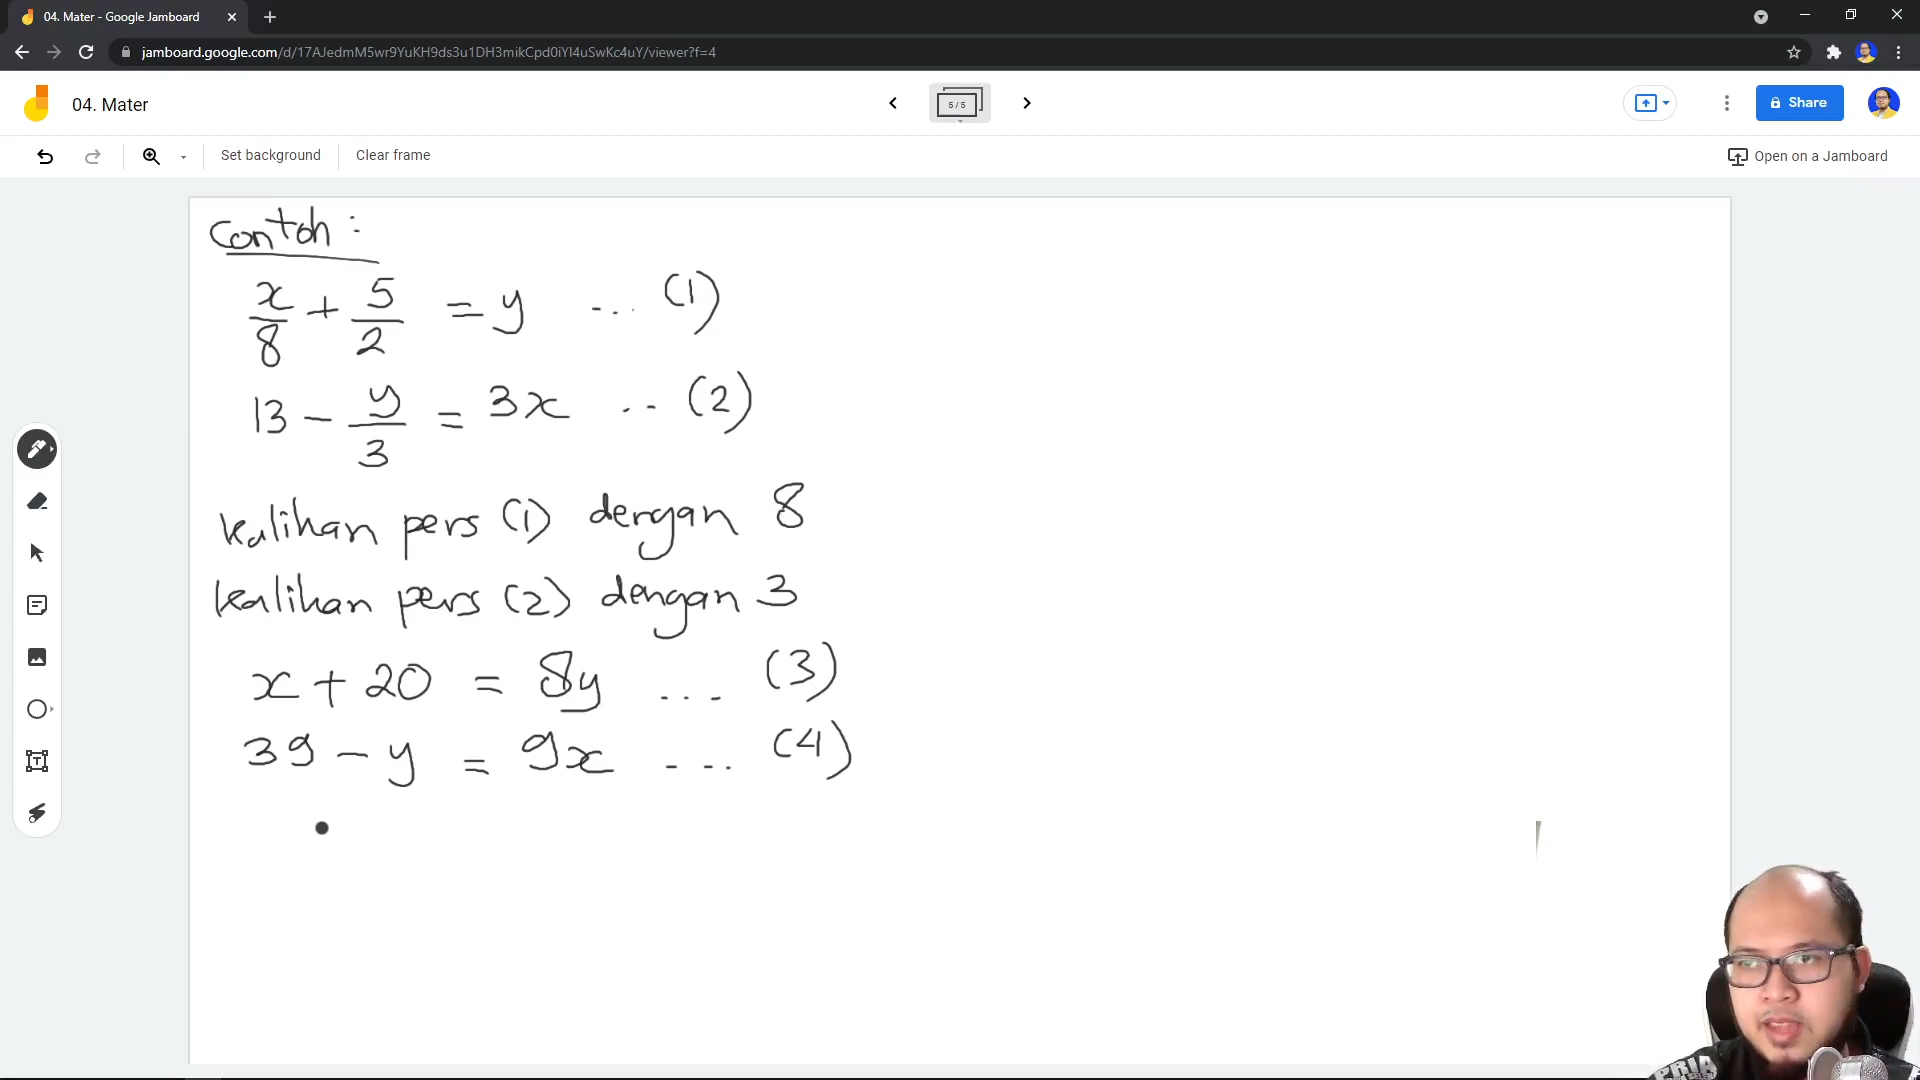 04. Mater - Google Jamboard
jamboard.google.com/d/17AJedmM5wr9YuKH9ds3u1DH3mikCpd0iYl4uSwKc4uY/viewer?f=4
04. Mater
5 / 5
Share
Set background
Clear frame
Open on a Jamboard
Contoh :
x/8 + 5/2 = y ... (1)
13 - y/3 = 3x .. (2)
kalihan pers (1) dengan 8
kalihan pers (2) dengan 3
x + 20 = 8y ... (3)
39 - y = 9x ... (4)
PRIA